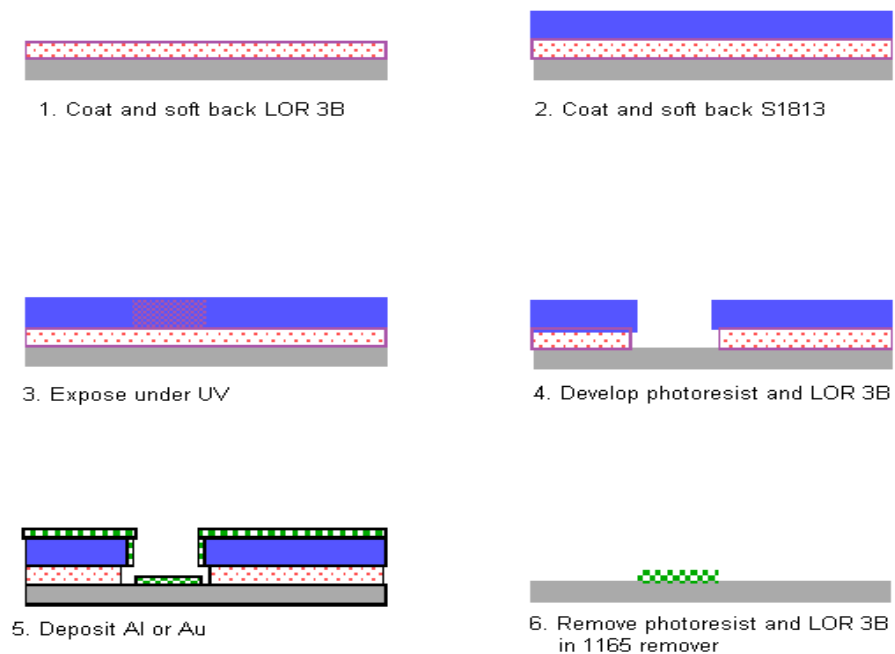 1. Coat and soft back LOR 3B
2. Coat and soft back S1813
3. Expose under UV
4. Develop photoresist and LOR 3B
5. Deposit Al or Au
6. Remove photoresist and LOR 3B
in 1165 remover